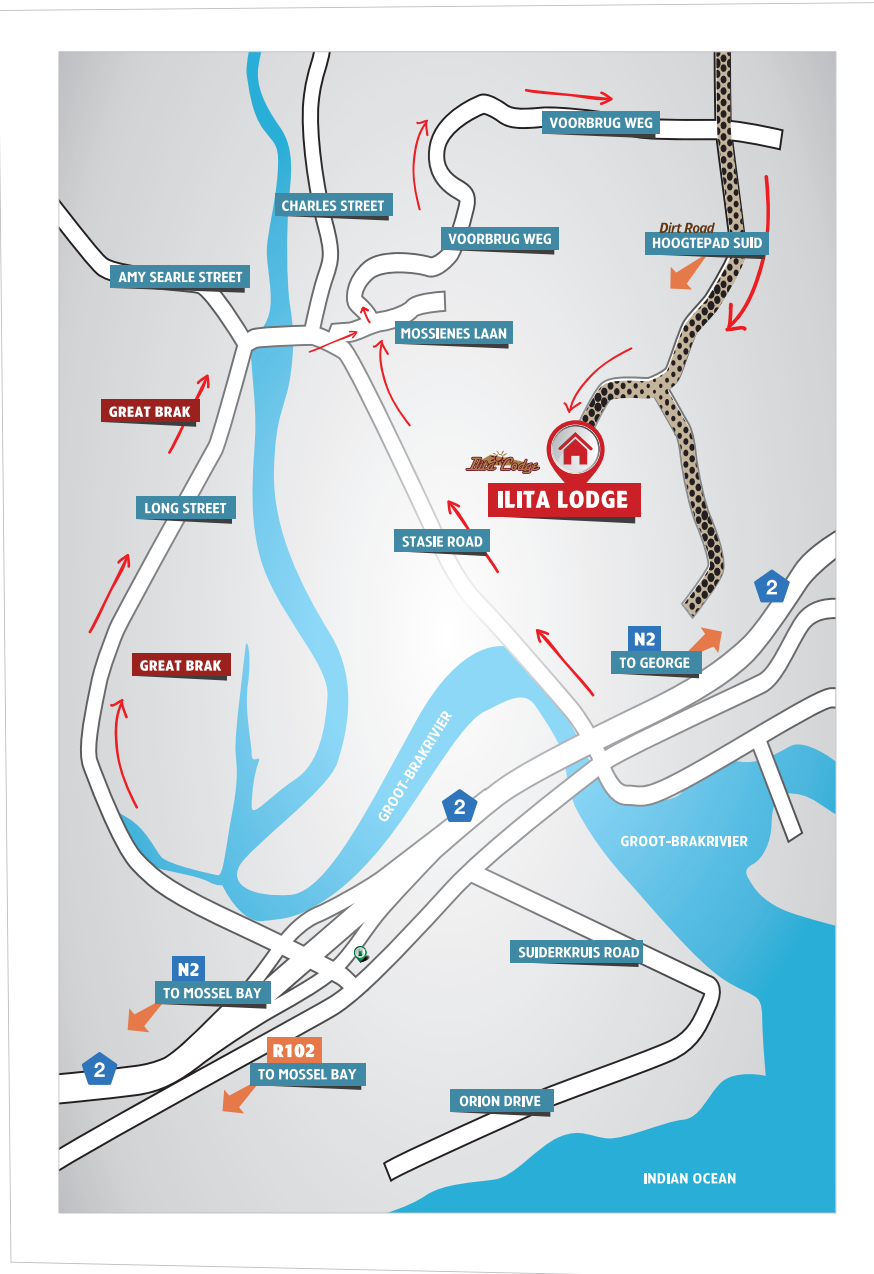 VOORBRUG WEG
CHARLES STREET
Dirt Road
HOOGTEPAD SUID
VOORBRUG WEG
AMY SEARLE STREET
MOSSIENES LAAN
GREAT BRAK
Ilita Lodge
ILITA LODGE
LONG STREET
STASIE ROAD
2
N2
TO GEORGE
GREAT BRAK
GROOT-BRAKRIVIER
2
GROOT-BRAKRIVIER
SUIDERKRUIS ROAD
N2
TO MOSSEL BAY
R102
TO MOSSEL BAY
2
ORION DRIVE
INDIAN OCEAN